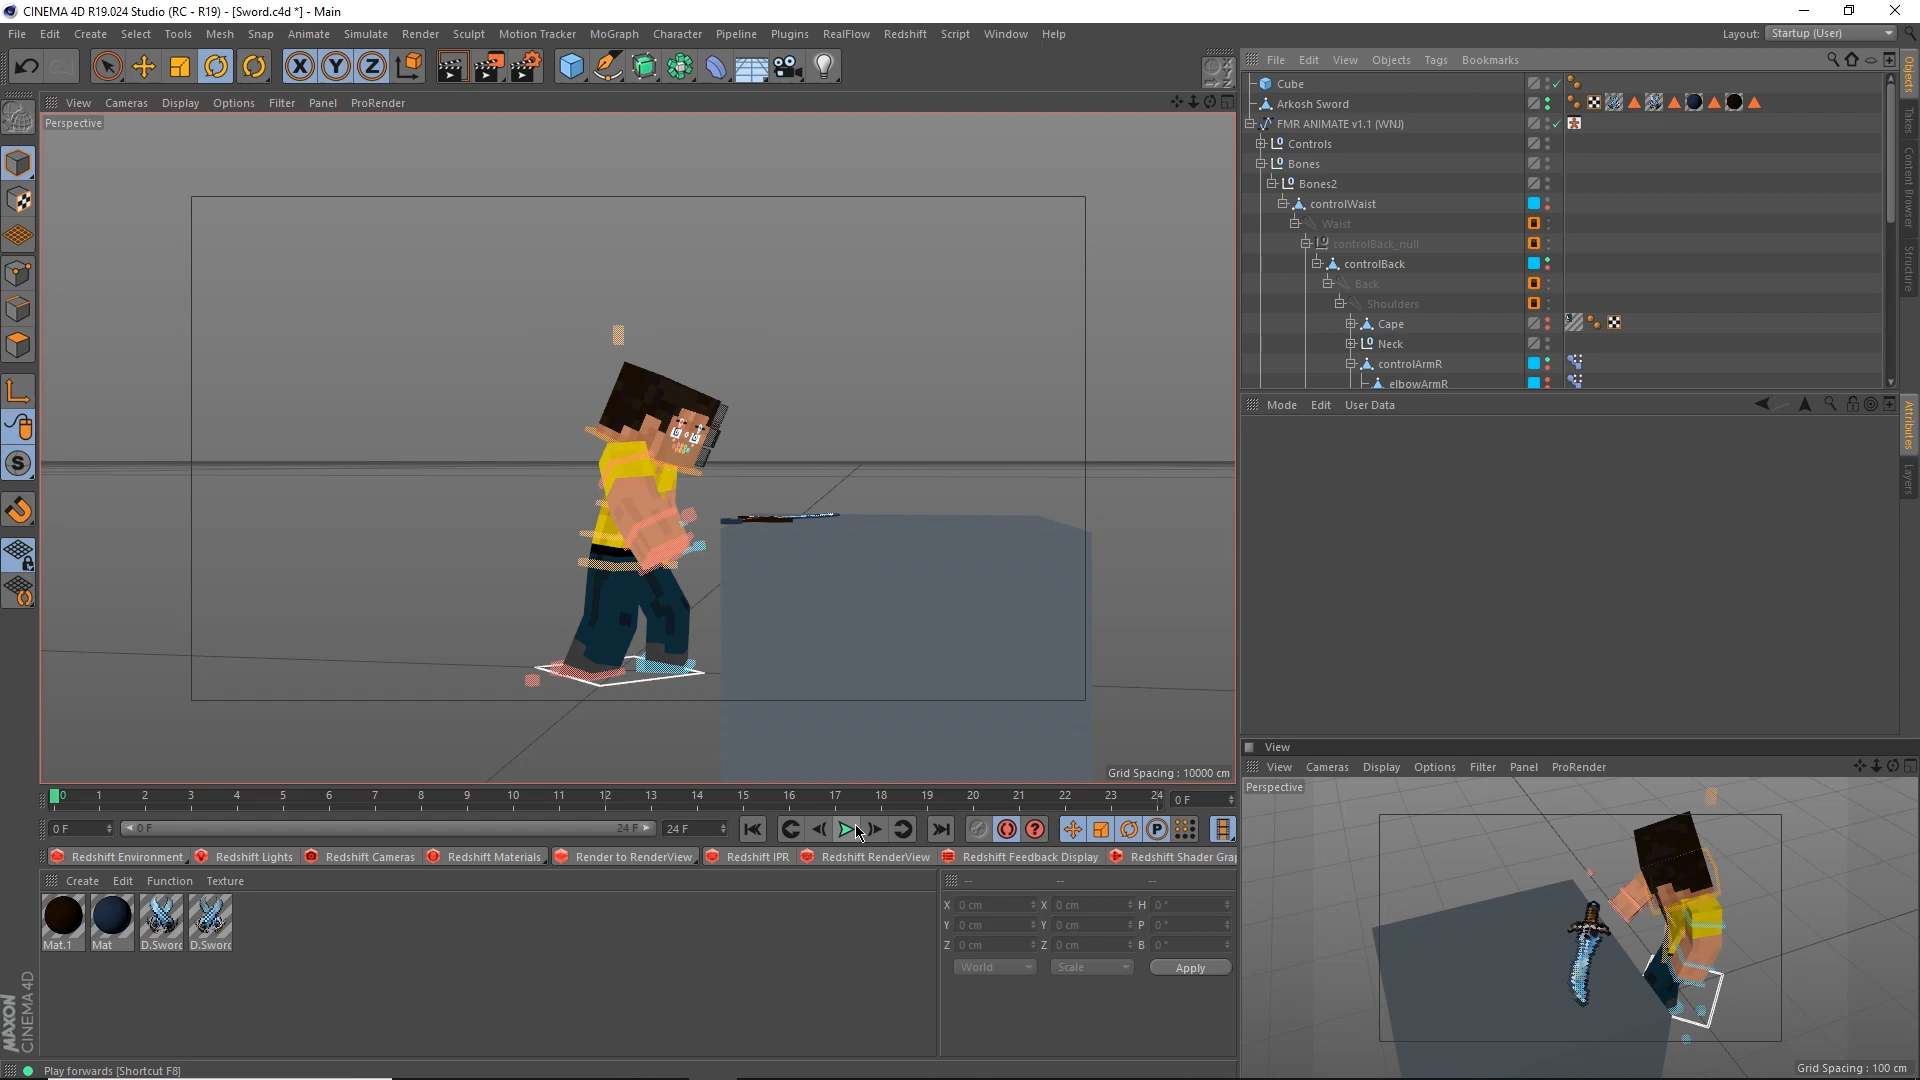 CINEMA 4D R19.024 Studio (RC - R19) - [Sword.c4d *] - Main
File Edit Create Select Tools Mesh Snap Animate Simulate Render Sculpt Motion Tracker MoGraph Character Pipeline Plugins RealFlow Redshift Script Window Help Layout: Startup (User)
X Y Z
File Edit View Objects Tags Bookmarks
View Cameras Display Options Filter Panel ProRender
Perspective
Cube
Arkosh Sword
FMR ANIMATE v1.1 (WNJ)
Controls
Bones
Bones2
controlWaist
Waist
controlBack_null
controlBack
Back
Shoulders
Cape
Neck
controlArmR
elbowArmR
Objects
Takes
Content Browser
Structure
Mode Edit User Data
Attributes
Layers
Grid Spacing : 10000 cm
0 1 2 3 4 5 6 7 8 9 10 11 12 13 14 15 16 17 18 19 20 21 22 23 24 0 F
0 F 0 F 24 F 24 F
Redshift Environment Redshift Lights Redshift Cameras Redshift Materials Render to RenderView Redshift IPR Redshift RenderView Redshift Feedback Display Redshift Shader Grap
Create Edit Function Texture
-- -- --
X 0 cm X 0 cm H 0 °
Y 0 cm Y 0 cm P 0 °
Z 0 cm Z 0 cm B 0 °
World Scale Apply
Mat.1 Mat D.Sword D.Sword
MAXON
CINEMA 4D
Play forwards [Shortcut F8]
View
View Cameras Display Options Filter Panel ProRender
Perspective
Grid Spacing : 100 cm